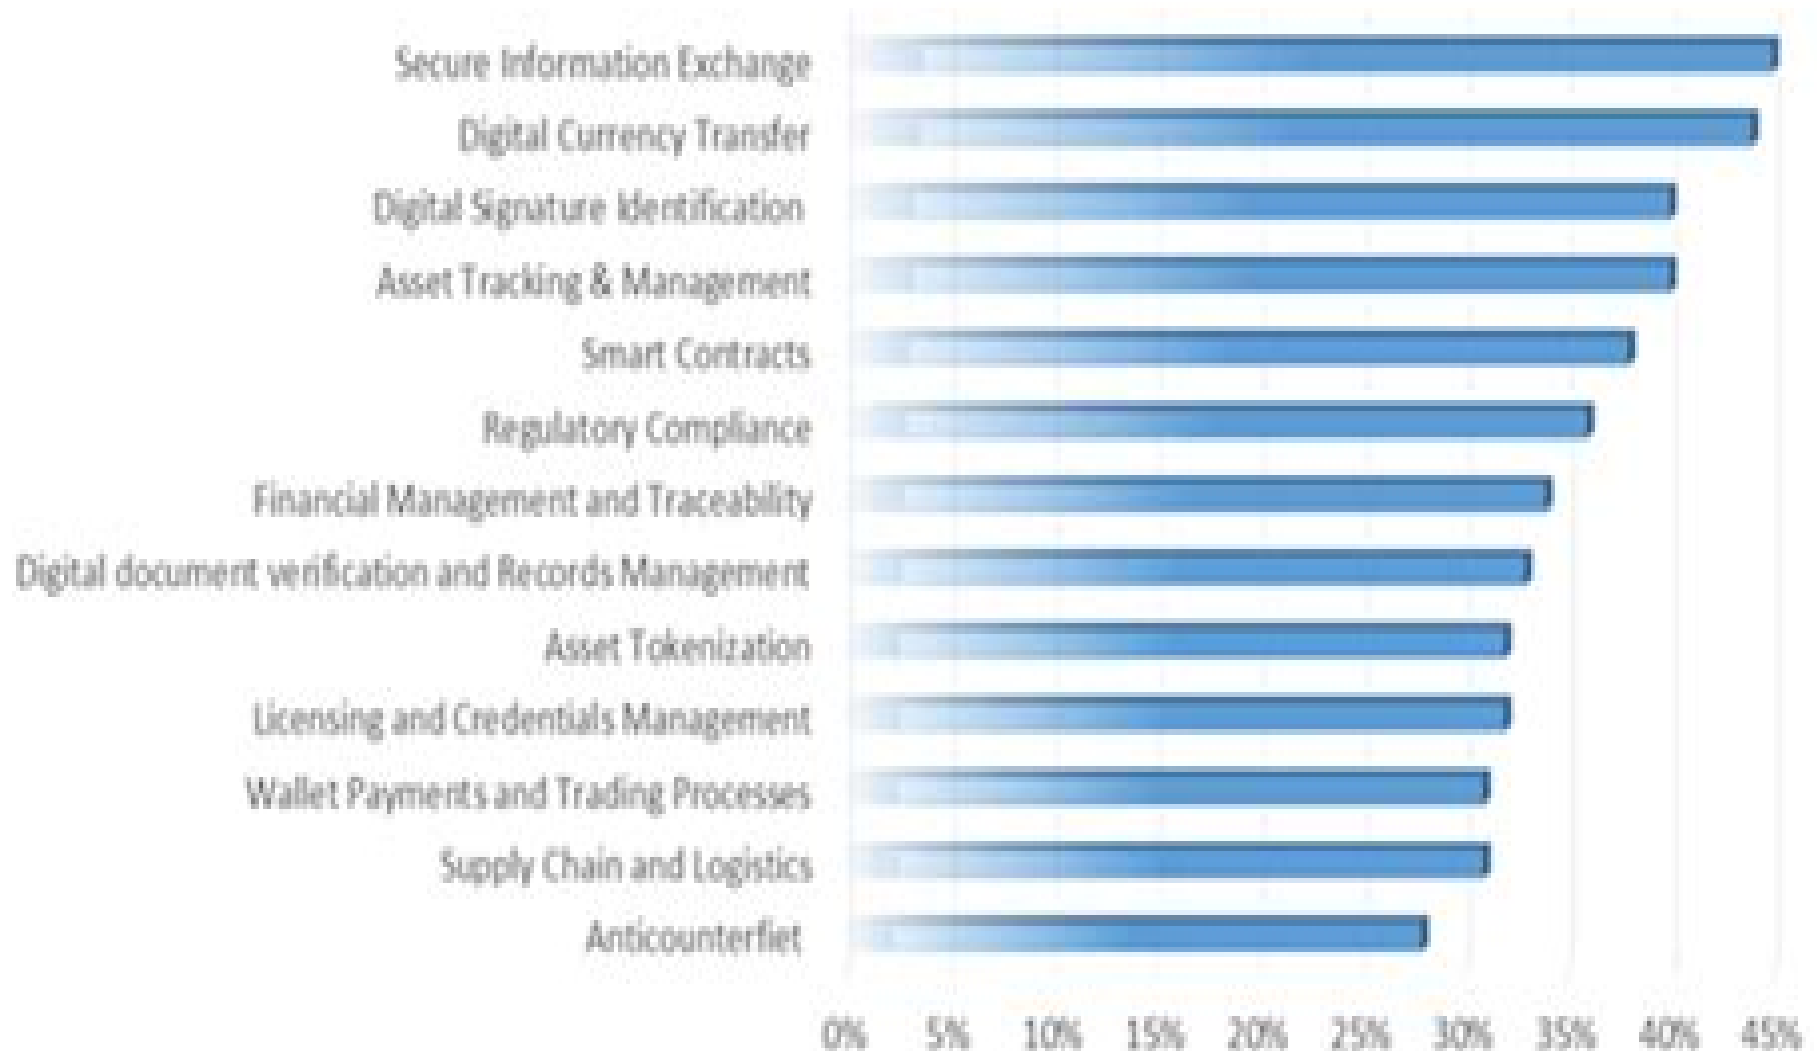 Secure Information Exchange
Digital Currency Transfer
Digital Signature Identification
Asset Tracking & Management
Smart Contracts
Regulatory Compliance
Financial Management and Traceability
Digital document verification and Records Management
Asset Tokenization
Licensing and Credentials Management
Wallet Payments and Trading Processes
Supply Chain and Logistics
Anticounterfiet
0% 5% 10% 15% 20% 25% 30% 35% 40% 45%